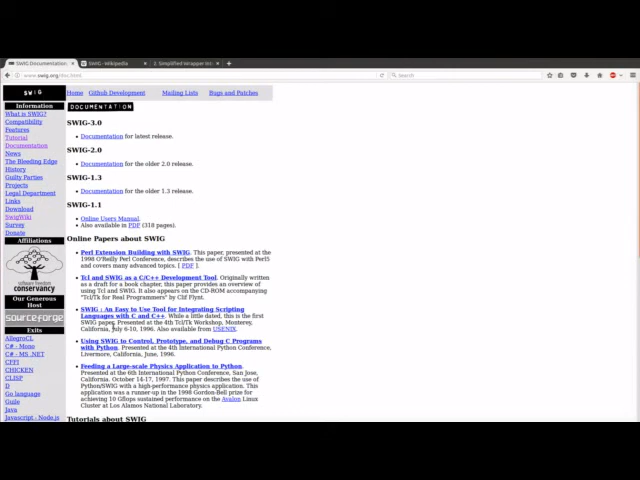 SWIG Documentation
SWIG - Wikipedia
2. Simplified Wrapper Int
www.swig.org/doc.html
Search
SWIG
Home
Github Development
Mailing Lists
Bugs and Patches
Information
What is SWIG?
Compatibility
Features
Tutorial
Documentation
News
The Bleeding Edge
History
Guilty Parties
Projects
Legal Department
Links
Download
SwigWiki
Survey
Donate
Affiliations
software freedom
conservancy
Our Generous
Host
sourceforge
Exits
AllegroCL
C# - Mono
C# - MS .NET
CFFI
CHICKEN
CLISP
D
Go language
Guile
Java
Javascript - Node.js
DOCUMENTATION
SWIG-3.0
Documentation for latest release.
SWIG-2.0
Documentation for the older 2.0 release.
SWIG-1.3
Documentation for the older 1.3 release.
SWIG-1.1
Online Users Manual.
Also available in PDF (318 pages).
Online Papers about SWIG
Perl Extension Building with SWIG. This paper, presented at the
1998 O'Reilly Perl Conference, describes the use of SWIG with Perl5
and covers many advanced topics. [ PDF ]
Tcl and SWIG as a C/C++ Development Tool. Originally written
as a draft for a book chapter, this paper provides an overview of
using Tcl and SWIG. It also appears on the CD-ROM accompanying
"Tcl/Tk for Real Programmers" by Clif Flynt.
SWIG : An Easy to Use Tool for Integrating Scripting
Languages with C and C++. While a little dated, this is the first
SWIG paper. Presented at the 4th Tcl/Tk Workshop, Monterey,
California, July 6-10, 1996. Also available from USENIX.
Using SWIG to Control, Prototype, and Debug C Programs
with Python. Presented at the 4th International Python Conference,
Livermore, California, June, 1996.
Feeding a Large-scale Physics Application to Python.
Presented at the 6th International Python Conference, San Jose,
California. October 14-17, 1997. This paper describes the use of
Python/SWIG with a high-performance physics application. This
application was a runner-up in the 1998 Gordon-Bell prize for
achieving 10 Gflops sustained performance on the Avalon Linux
Cluster at Los Alamos National Laboratory.
Tutorials about SWIG